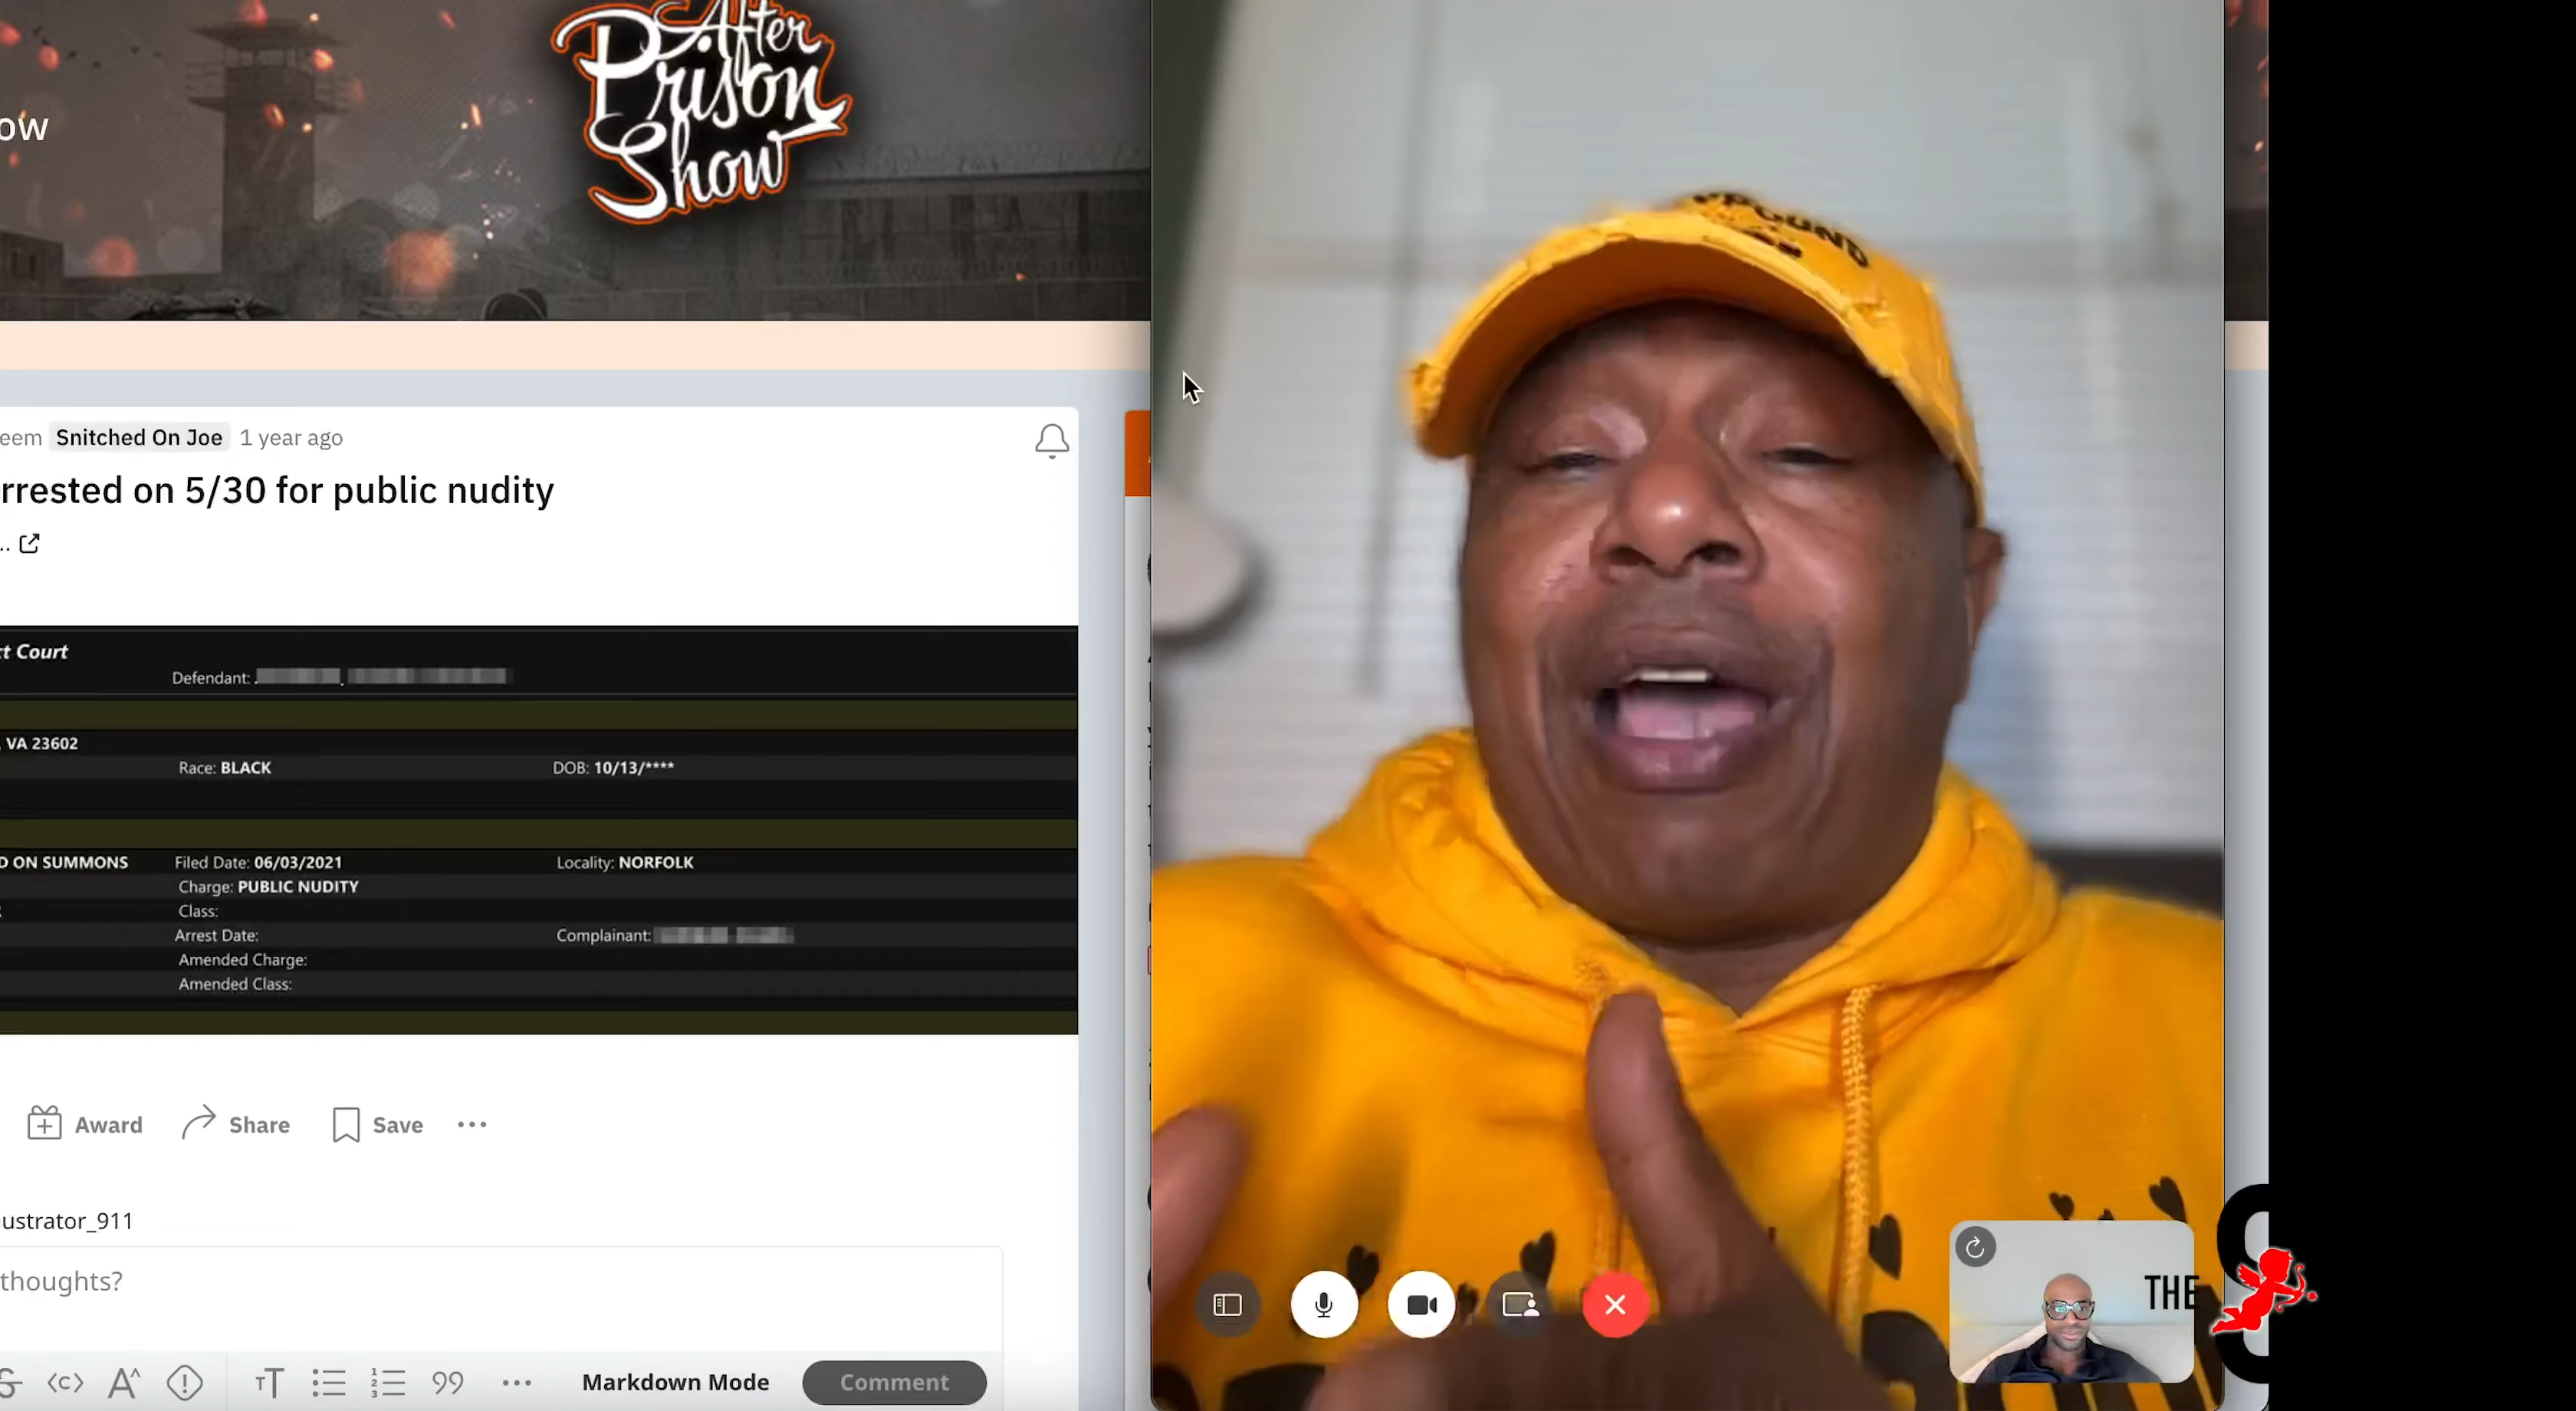 After
Prison
Show
ow
eem Snitched On Joe 1 year ago
rrested on 5/30 for public nudity
..
ct Court
Defendant:
, VA 23602
Race: BLACK DOB: 10/13/****
D ON SUMMONS Filed Date: 06/03/2021 Locality: NORFOLK
Charge: PUBLIC NUDITY
Class:
Arrest Date: Complainant:
Amended Charge:
Amended Class:
Award Share Save
ustrator_911
thoughts?
Markdown Mode Comment
POUND
THE